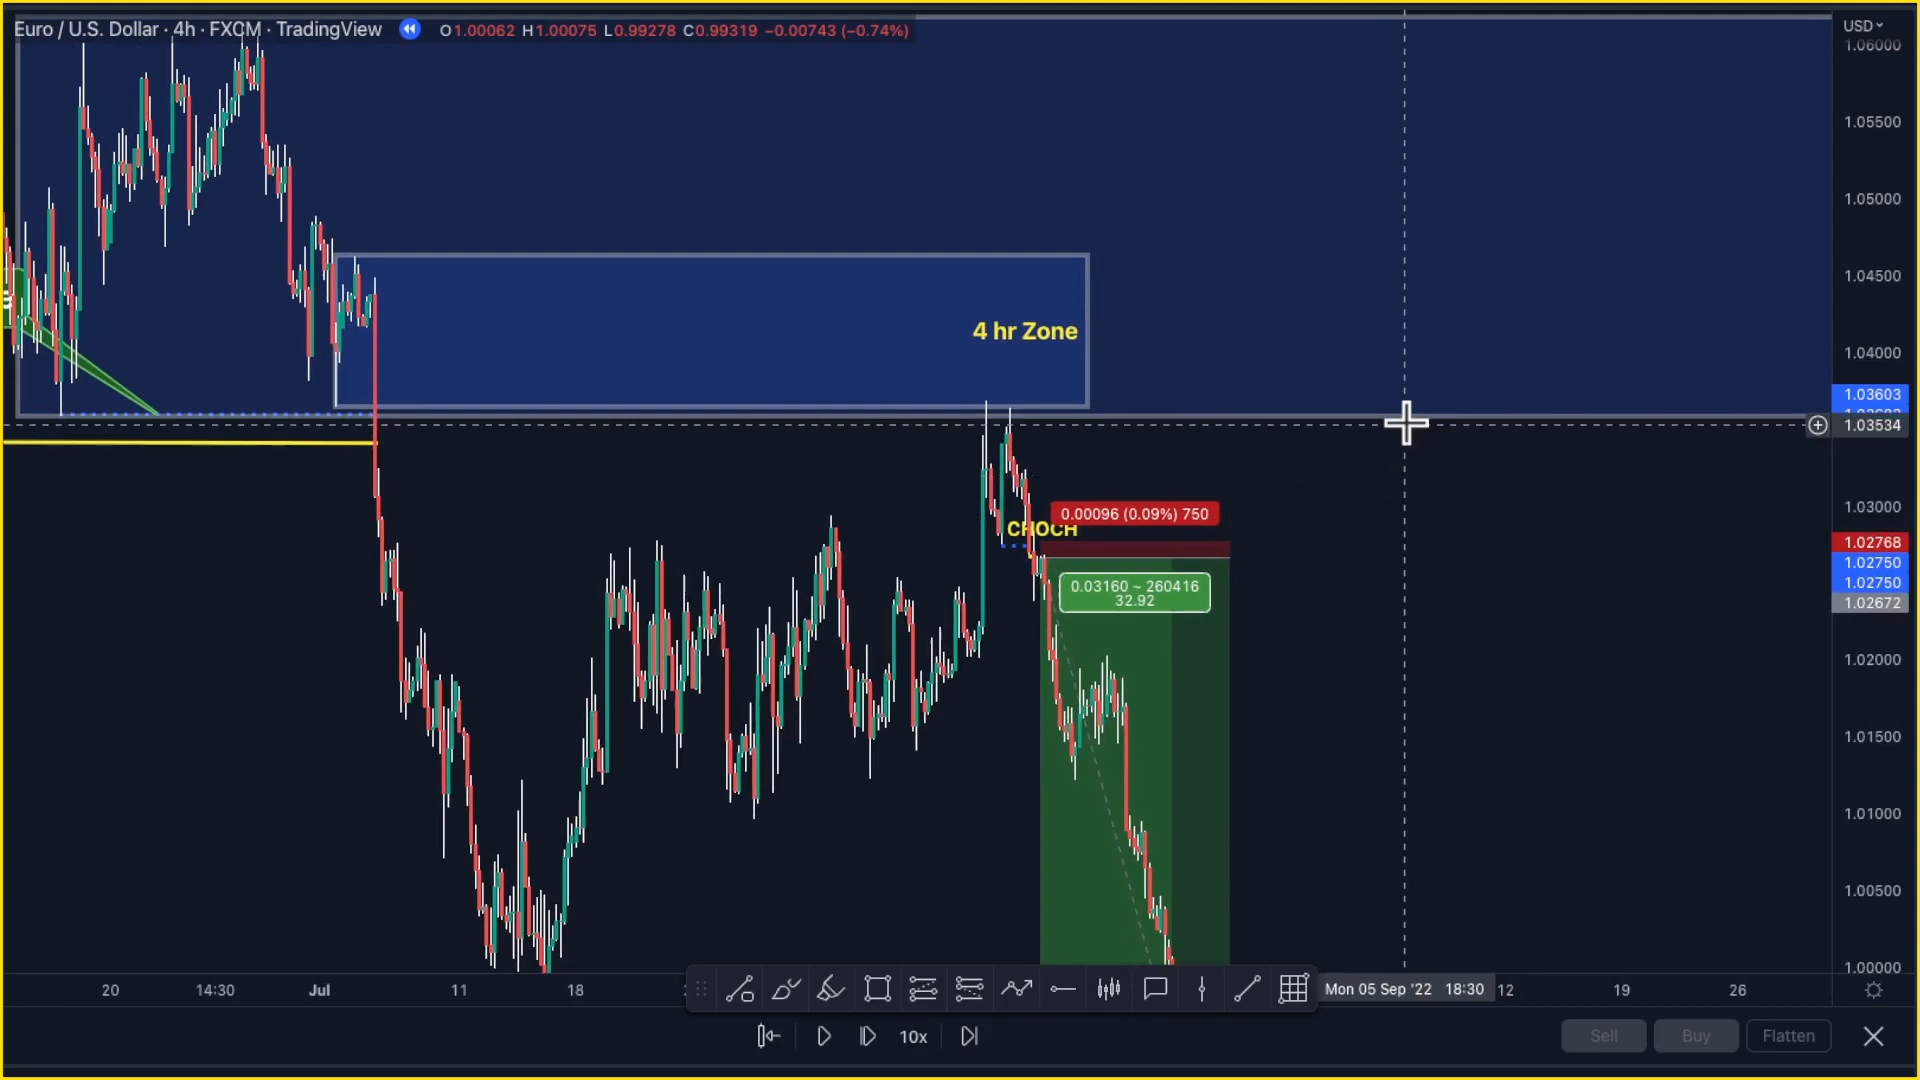 Euro / U.S. Dollar · 4h · FXCM · TradingView O1.00062 H1.00075 L0.99278 C0.99319 −0.00743 (−0.74%)
USD
1.06000
1.05500
1.05000
1.04500
1.04000
1.03603
1.03534
1.03000
1.02768
1.02750
1.02750
1.02672
1.02000
1.01500
1.01000
1.00500
1.00000
4 hr Zone
0.00096 (0.09%) 750
CHOCH
0.03160 ~ 260416
32.92
20 14:30 Jul 11 18 Mon 05 Sep '22 18:30 12 19 26
10x Sell Buy Flatten